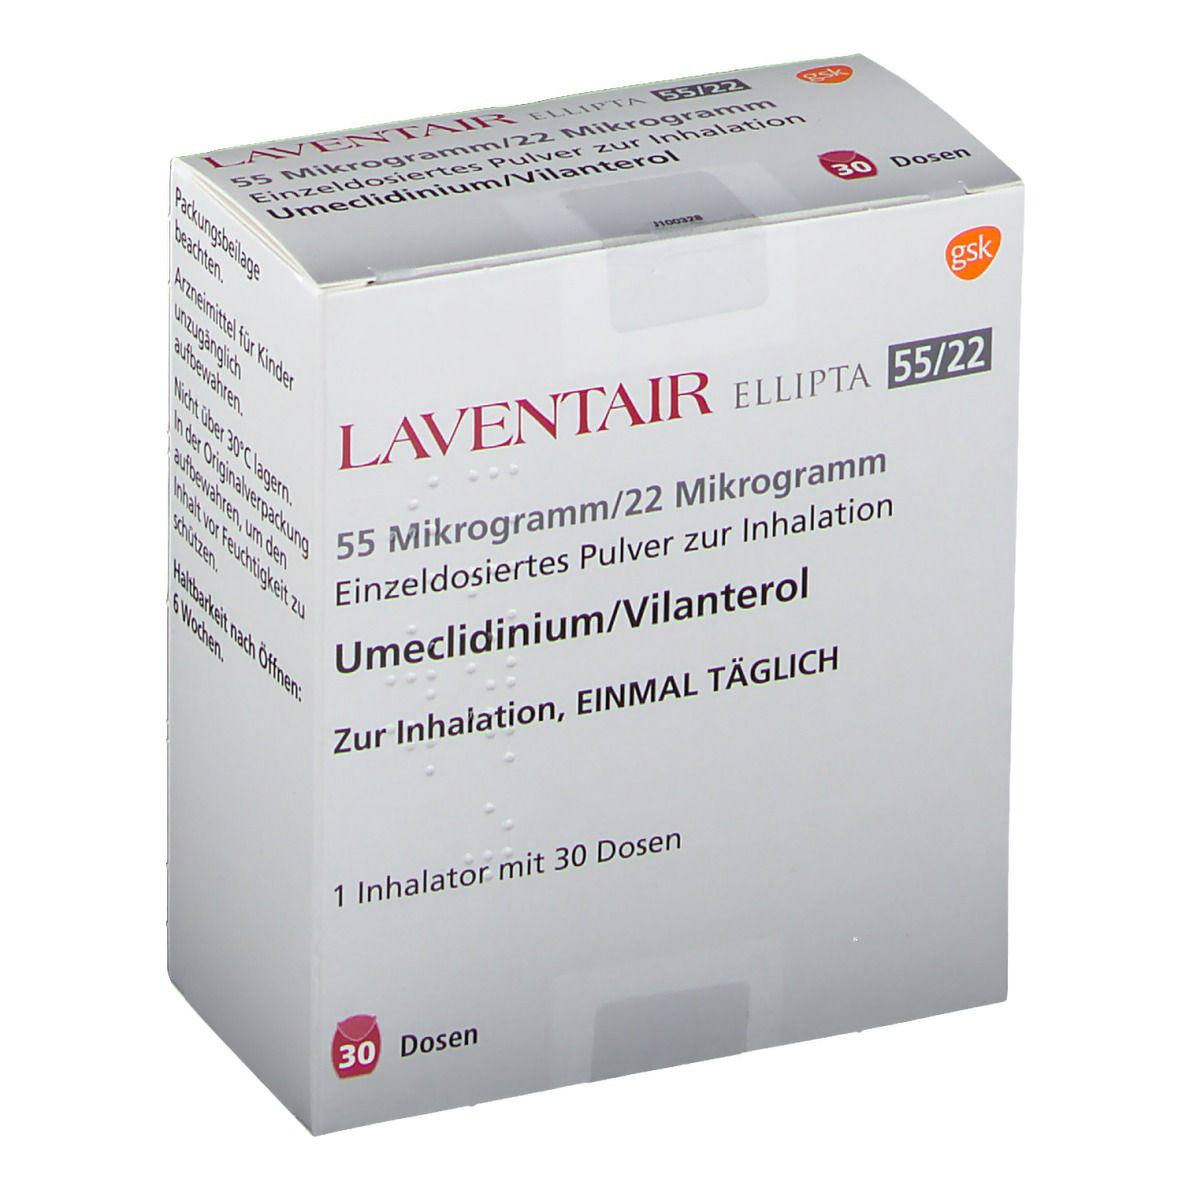 LAVENTAIR ELLIPTA 55/22
55 Mikrogramm/22 Mikrogramm
Einzeldosiertes Pulver zur Inhalation
Umeclidinium/Vilanterol
gsk
30 Dosen
J100328
Packungsbeilage
beachten.
Arzneimittel für Kinder
unzugänglich
aufbewahren.
Nicht über 30°C lagern.
In der Originalverpackung
aufbewahren, um den
Inhalt vor Feuchtigkeit zu
schützen.
Haltbarkeit nach Öffnen:
6 Wochen.
gsk
LAVENTAIR ELLIPTA 55/22
55 Mikrogramm/22 Mikrogramm
Einzeldosiertes Pulver zur Inhalation
Umeclidinium/Vilanterol
Zur Inhalation, EINMAL TÄGLICH
1 Inhalator mit 30 Dosen
30 Dosen